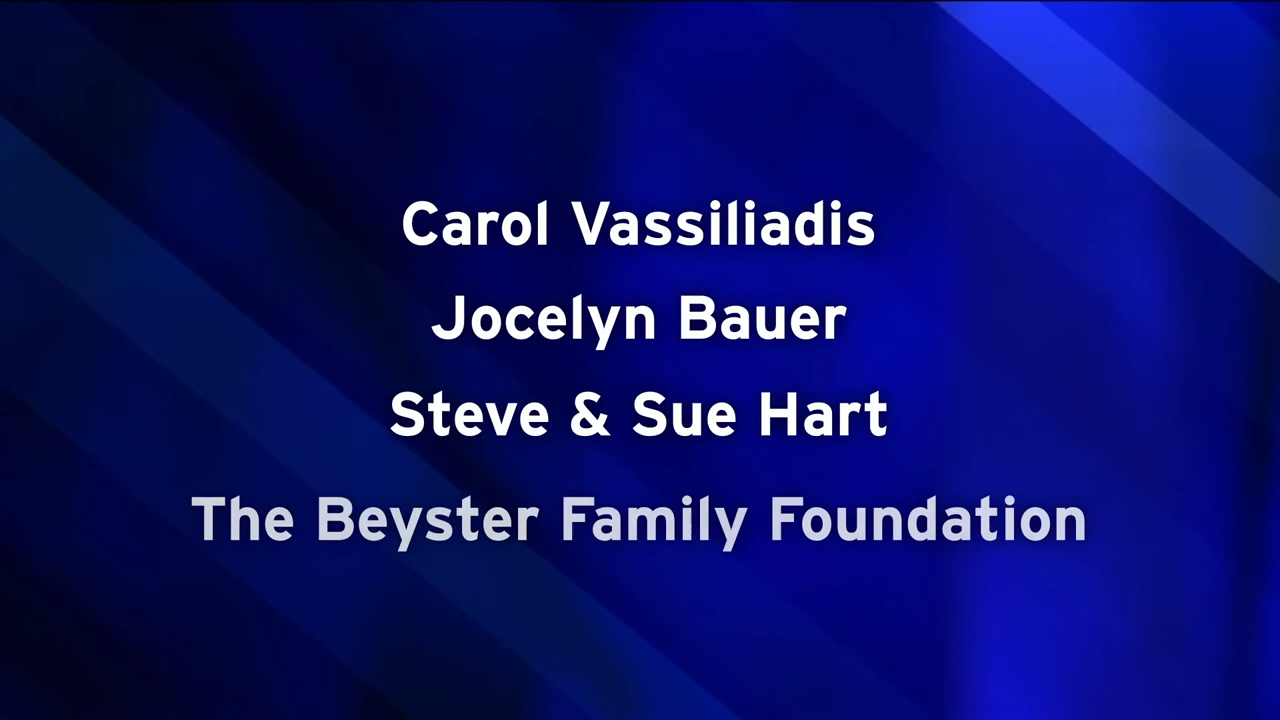 Carol Vassiliadis
Jocelyn Bauer
Steve & Sue Hart
The Beyster Family Foundation